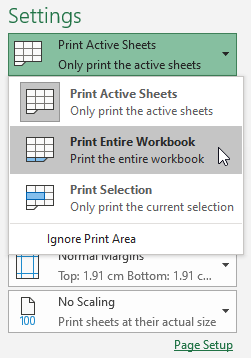 Settings
Print Active Sheets
Only print the active sheets
Print Active Sheets
Only print the active sheets
Print Entire Workbook
Print the entire workbook
Print Selection
Only print the current selection
Ignore Print Area
Normal Margins
Top: 1.91 cm Bottom: 1.91 c...
No Scaling
100
Print sheets at their actual size
Page Setup